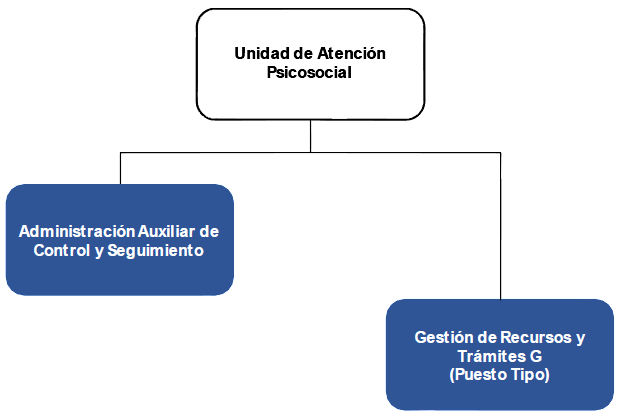 Unidad de Atención
Psicosocial
Administración Auxiliar de
Control y Seguimiento
Gestión de Recursos y
Trámites G
(Puesto Tipo)